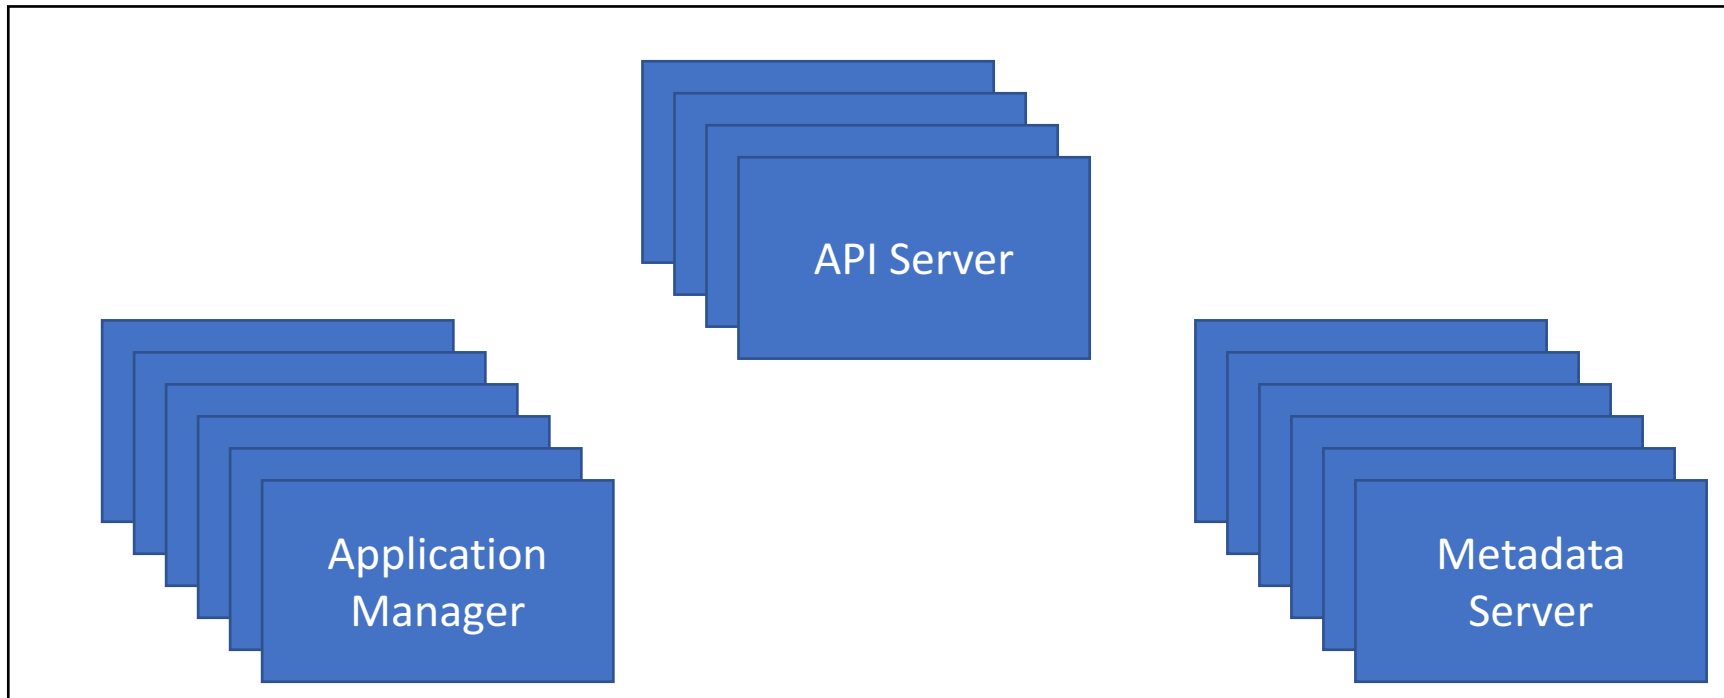 API Server
Application
Manager
Metadata
Server